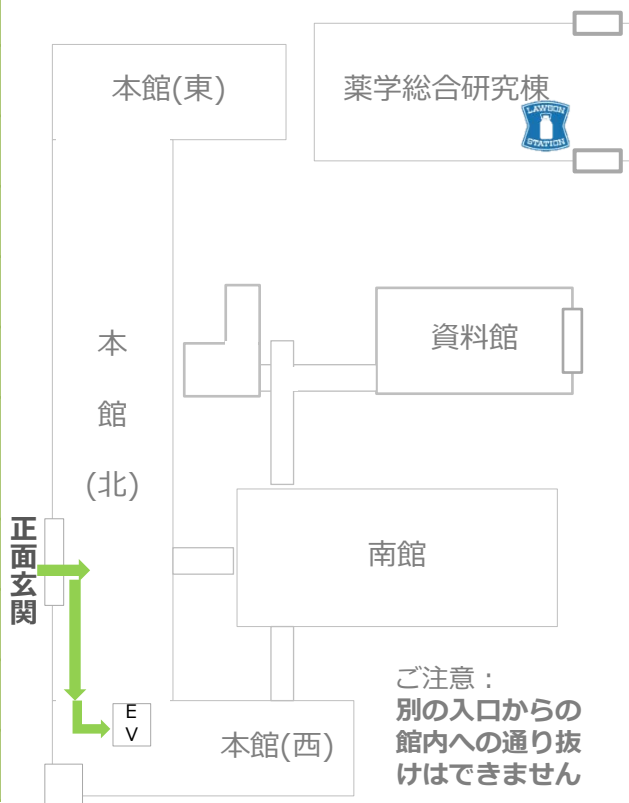 本館(東)
薬学総合研究棟
LAWSON
STATION
資料館
本
館
(北)
正面玄関
南館
EV
本館(西)
ご注意：
別の入口からの
館内への通り抜
けはできません